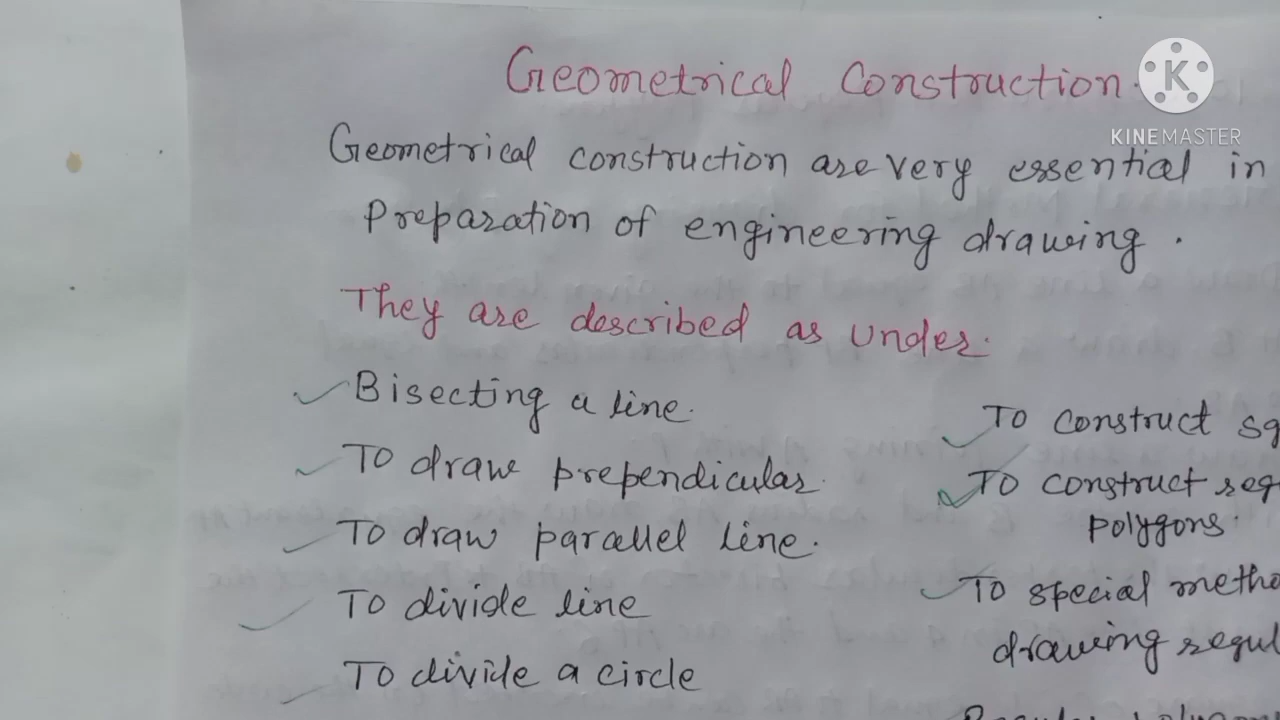 Geometrical Construction.
KINEMASTER
Geometrical construction are very essential in
Preparation of engineering drawing.
They are described as under.
Bisecting a line.
To draw prependicular.
To draw parallel line.
To divide line
To divide a circle
To construct sq
To construct reg
polygons.
To special metho
drawing regul